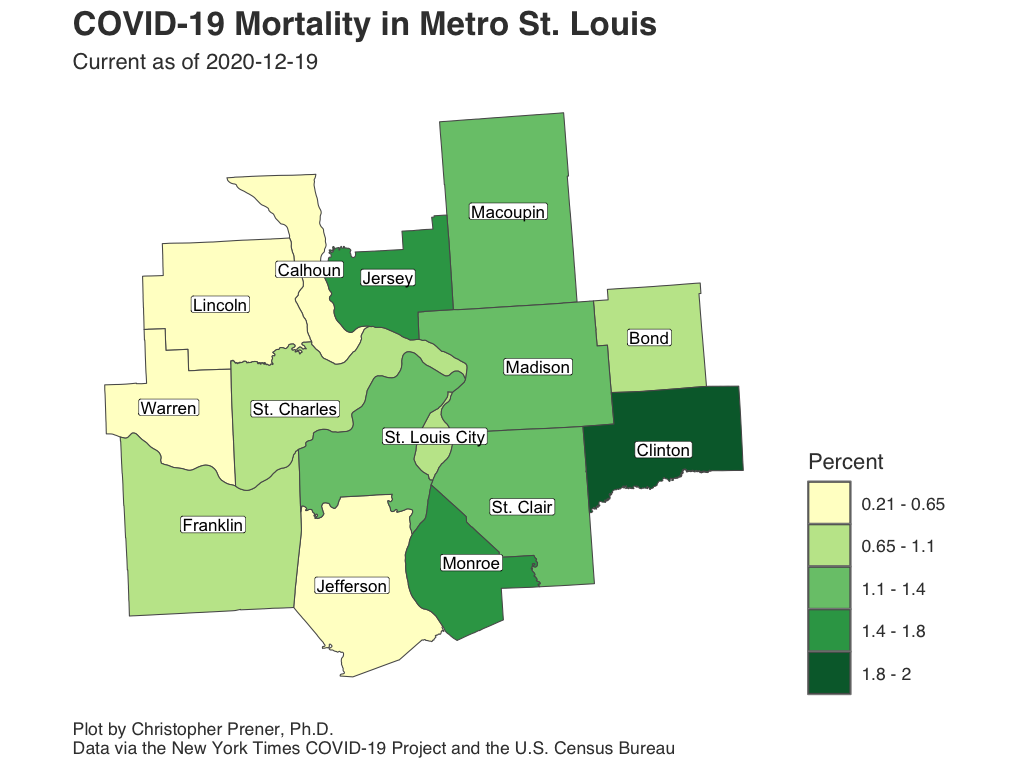 COVID-19 Mortality in Metro St. Louis
Current as of 2020-12-19
Macoupin
Calhoun
Jersey
Lincoln
Bond
Madison
Warren
St. Charles
St. Louis City
Clinton
St. Clair
Franklin
Monroe
Jefferson
Percent
0.21 - 0.65
0.65 - 1.1
1.1 - 1.4
1.4 - 1.8
1.8 - 2
Plot by Christopher Prener, Ph.D.
Data via the New York Times COVID-19 Project and the U.S. Census Bureau